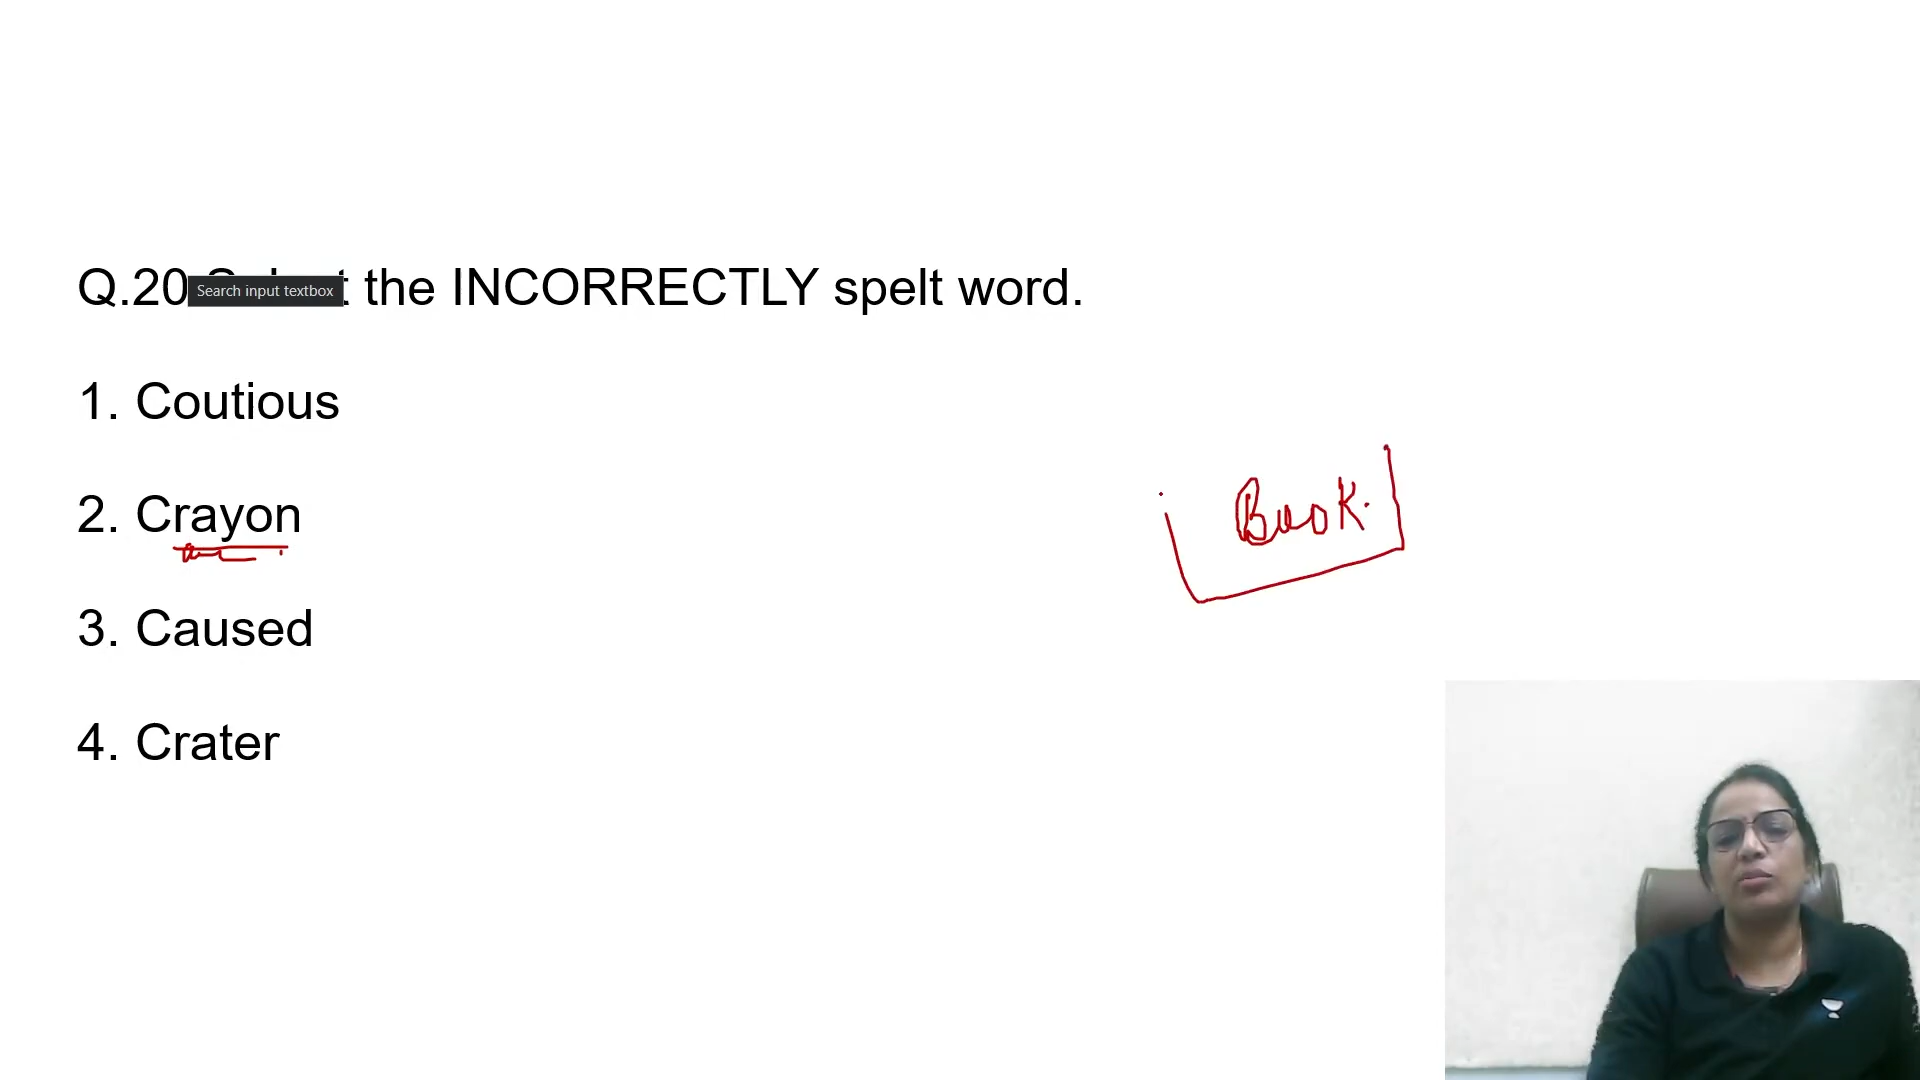 Q.20 the INCORRECTLY spelt word.
Search input textbox
1. Coutious
2. Crayon
Book.
3. Caused
4. Crater